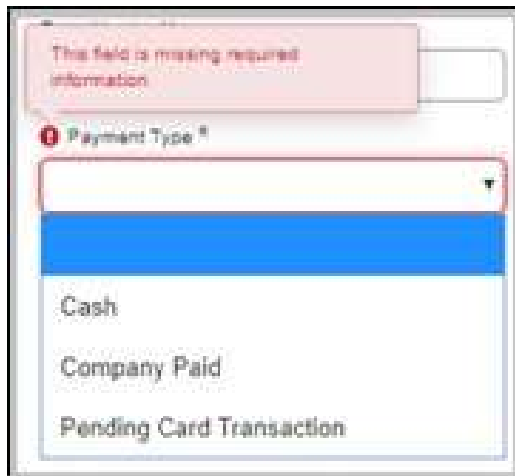 This field is missing required
information
Payment Type *
Cash
Company Paid
Pending Card Transaction